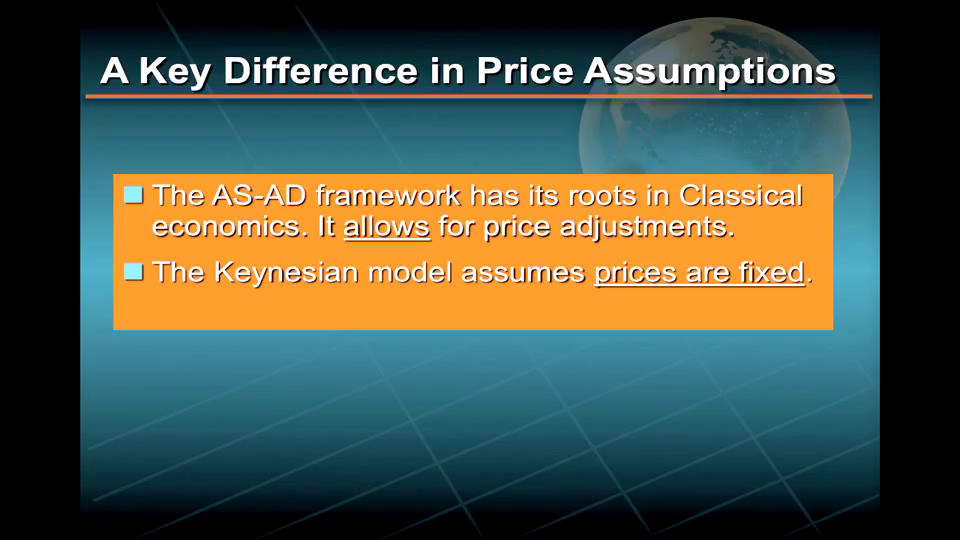 A Key Difference in Price Assumptions
The AS-AD framework has its roots in Classical
economics. It allows for price adjustments.
The Keynesian model assumes prices are fixed.